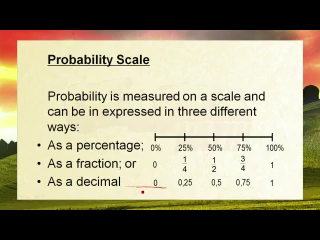 Probability Scale
Probability is measured on a scale and
can be in expressed in three different
ways:
• As a percentage; 0% 25% 50% 75% 100%
• As a fraction; or 0 1/4 1/2 3/4 1
• As a decimal 0 0,25 0,5 0,75 1